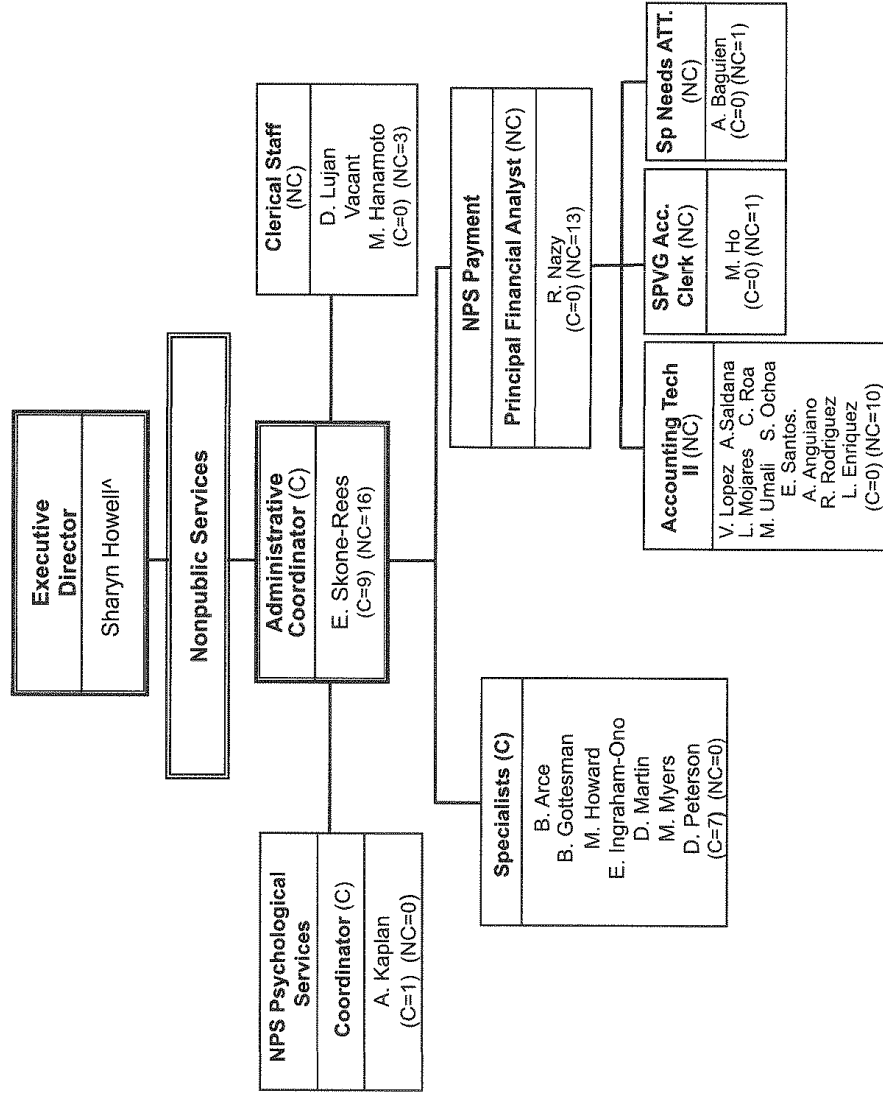 Executive
Director
Sharyn Howell^
Nonpublic Services
Administrative
Coordinator (C)
E. Skone-Rees
(C=9) (NC=16)
NPS Psychological
Services
Coordinator (C)
A. Kaplan
(C=1) (NC=0)
Clerical Staff
(NC)
D. Lujan
Vacant
M. Hanamoto
(C=0) (NC=3)
Specialists (C)
B. Arce
B. Gottesman
M. Howard
E. Ingraham-Ono
D. Martin
M. Myers
D. Peterson
(C=7) (NC=0)
NPS Payment
Principal Financial Analyst (NC)
R. Nazy
(C=0) (NC=13)
Accounting Tech
II (NC)
V. Lopez A.Saldana
L. Mojares C. Roa
M. Umali S. Ochoa
E. Santos.
A. Anguiano
R. Rodriguez
L. Enriquez
(C=0) (NC=10)
SPVG Acc.
Clerk (NC)
M. Ho
(C=0) (NC=1)
Sp Needs ATT.
(NC)
A. Baguien
(C=0) (NC=1)